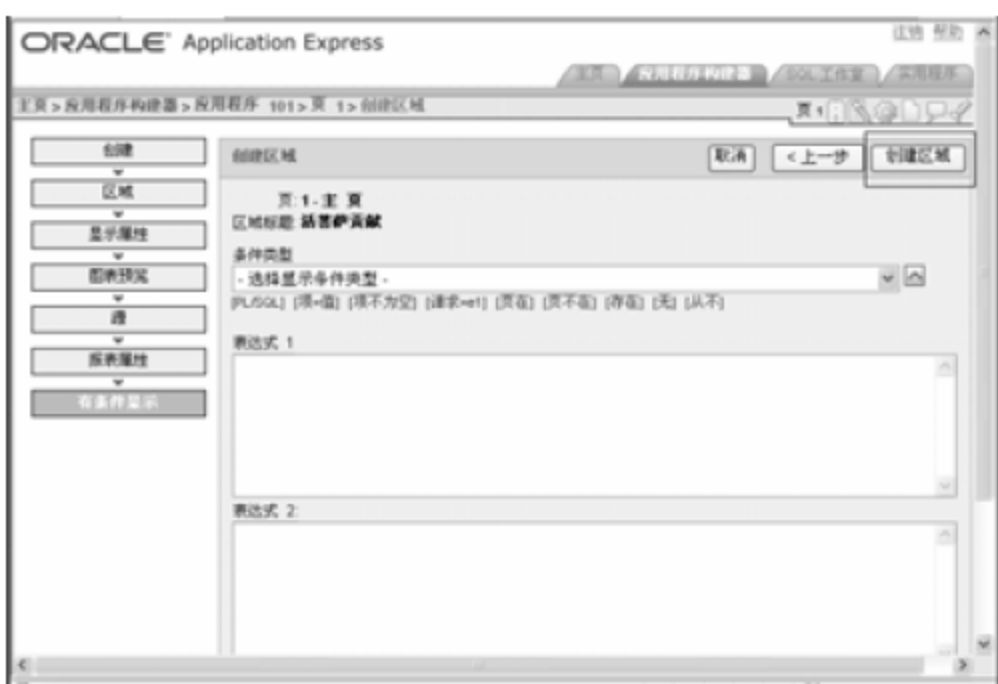 ORACLE Application Express
注销 帮助
主页 应用程序构建器 SQL 工作室 实用程序
主页 > 应用程序构建器 > 应用程序 101 > 页 1 > 创建区域
页 1
创建
区域
显示属性
图表预览
源
报表属性
有条件显示
创建区域
取消
< 上一步
创建区域
页: 1 - 主 页
区域标题: 活菩萨贡献
条件类型
- 选择显示条件类型 -
[PL/SQL] [项=值] [项不为空] [请求=e1] [页在] [页不在] [存在] [无] [从不]
表达式 1
表达式 2: